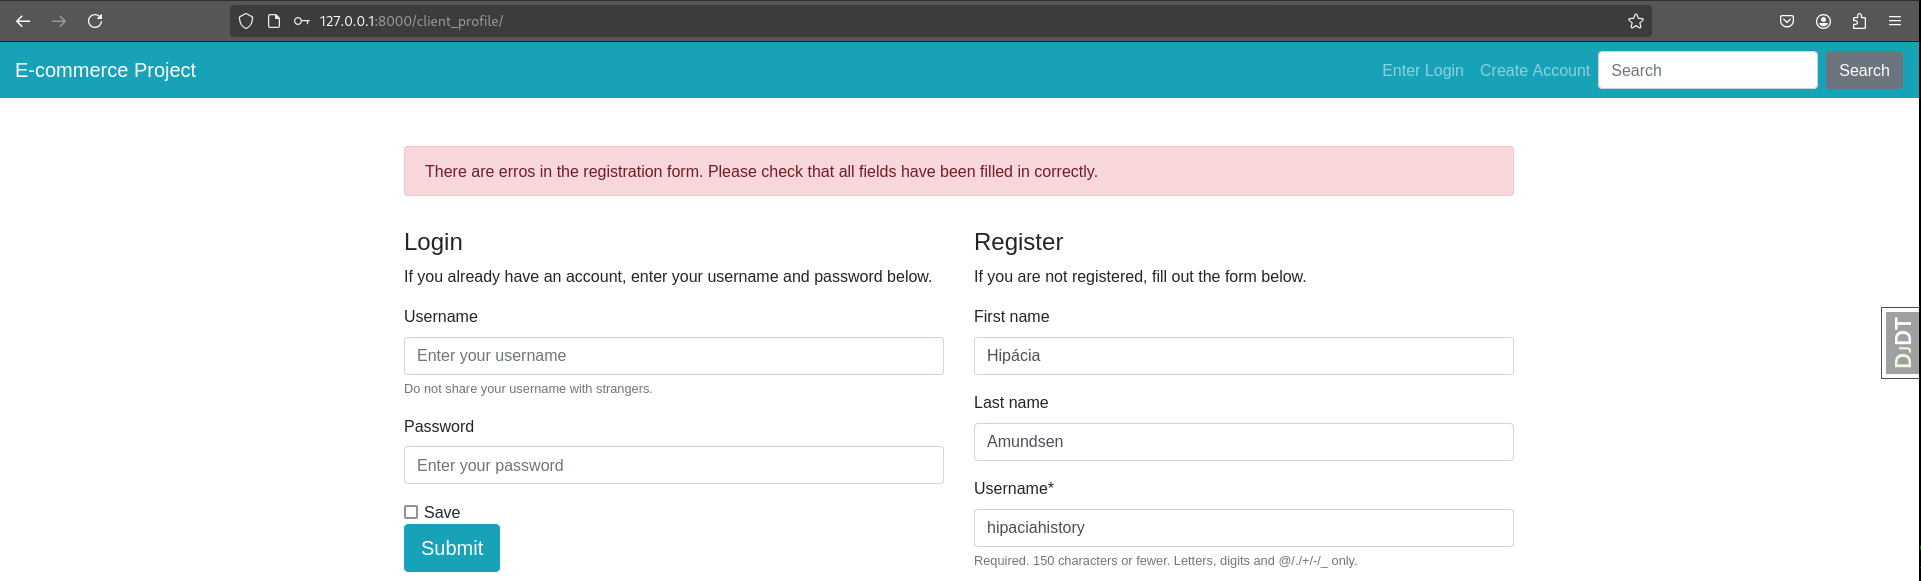 127.0.0.1:8000/client_profile/
E-commerce Project
Enter Login
Create Account
Search
Search
There are erros in the registration form. Please check that all fields have been filled in correctly.
Login
If you already have an account, enter your username and password below.
Username
Enter your username
Do not share your username with strangers.
Password
Enter your password
Save
Submit
Register
If you are not registered, fill out the form below.
First name
Hipácia
Last name
Amundsen
Username*
hipaciahistory
Required. 150 characters or fewer. Letters, digits and @/./+/-/_ only.
DJDT